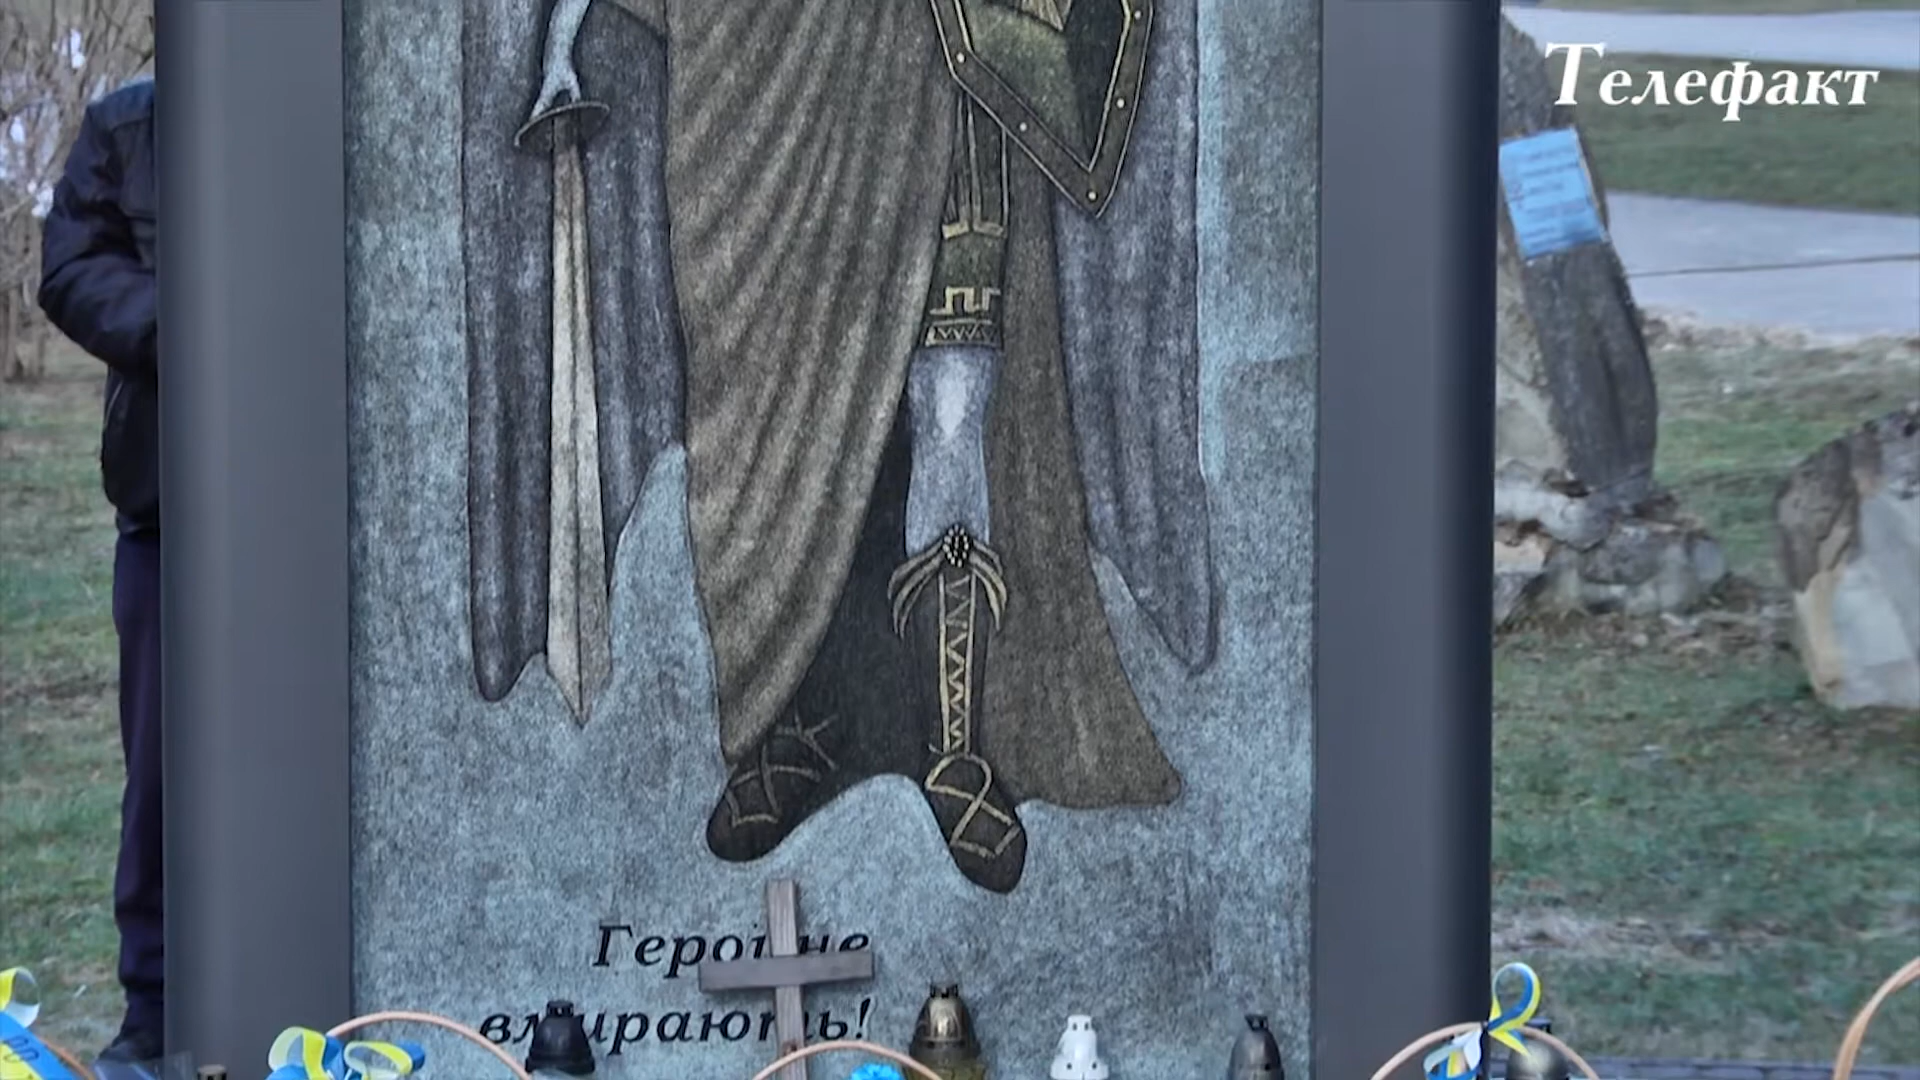 Телефакт
Герої не
вмирають!